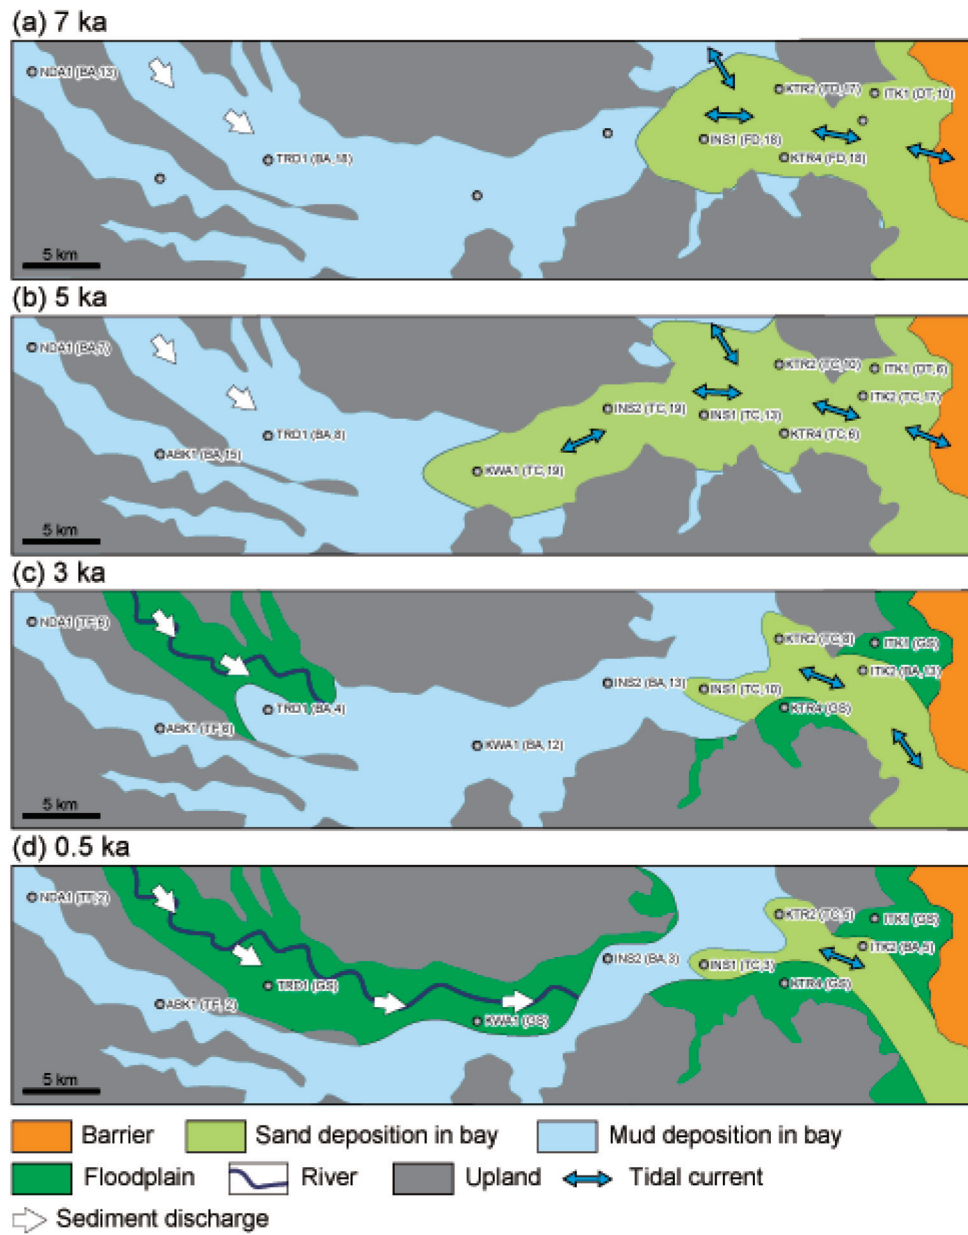 (a) 7 ka
NDA1 (BA,13)
KTR2 (TD,17)
ITK1 (DT,10)
INS1 (FD,18)
TRD1 (BA,18)
KTR4 (FD,18)
5 km
(b) 5 ka
NDA1 (BA,7)
KTR2 (TC,10)
ITK1 (DT,6)
ITK2 (TC,17)
INS2 (TC,19)
INS1 (TC,13)
TRD1 (BA,8)
KTR4 (TC,6)
ABK1 (BA,15)
KWA1 (TC,19)
5 km
(c) 3 ka
NDA1 (TF,6)
KTR2 (TC,8)
ITK1 (GS)
ITK2 (BA,13)
INS2 (BA,13)
INS1 (TC,10)
TRD1 (BA,4)
KTR4 (GS)
ABK1 (TF,8)
KWA1 (BA,12)
5 km
(d) 0.5 ka
NDA1 (TF,2)
KTR2 (TC,5)
ITK1 (GS)
ITK2 (BA,5)
INS2 (BA,3)
INS1 (TC,3)
TRD1 (GS)
KTR4 (GS)
ABK1 (TF,2)
KWA1 (GS)
5 km
Barrier
Sand deposition in bay
Mud deposition in bay
Floodplain
River
Upland
Tidal current
Sediment discharge